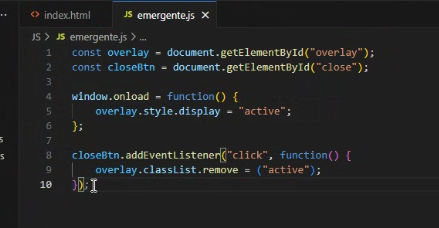 index.html
JS emergente.js ×
JS > JS emergente.js > ...
1 const overlay = document.getElementById("overlay");
2 const closeBtn = document.getElementById("close");
3
4 window.onload = function() {
5 overlay.style.display = "active";
6 };
7
8 closeBtn.addEventListener("click", function() {
9 overlay.classList.remove = ("active");
10 });
s
s